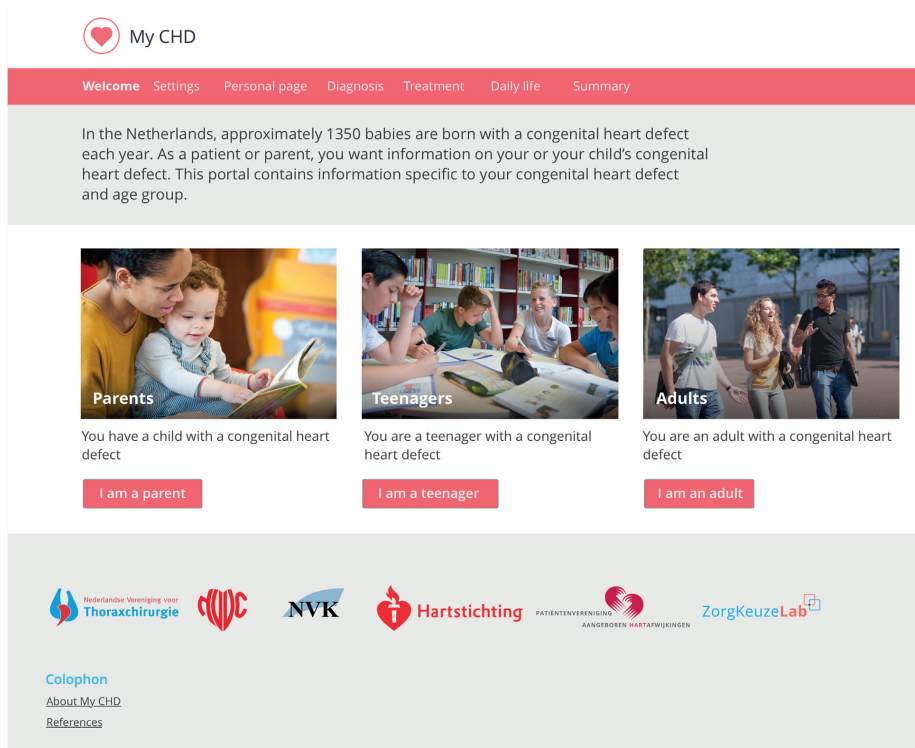 My CHD
Welcome Settings Personal page Diagnosis Treatment Daily life Summary
In the Netherlands, approximately 1350 babies are born with a congenital heart defect
each year. As a patient or parent, you want information on your or your child's congenital
heart defect. This portal contains information specific to your congenital heart defect
and age group.
Parents
Teenagers
Adults
You have a child with a congenital heart
defect
You are a teenager with a congenital
heart defect
You are an adult with a congenital heart
defect
I am a parent
I am a teenager
I am an adult
Nederlandse Vereniging voor
Thoraxchirurgie
NVVC
NVK
Hartstichting
PATIËNTENVERENIGING
AANGEBOREN HARTAFWIJKINGEN
ZorgKeuzeLab
Colophon
About My CHD
References